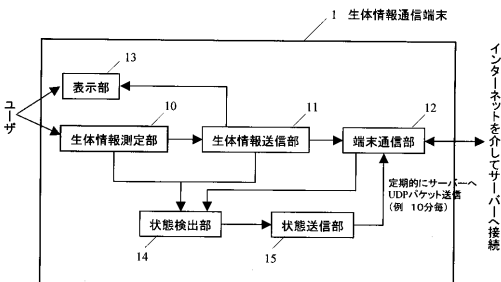 1 生体情報通信端末
13
表示部
ユーザ
10
生体情報測定部
11
生体情報送信部
12
端末通信部
インターネットを介してサーバーへ接続
定期的にサーバーへ
UDPパケット送信
(例 10分毎)
状態検出部
14
状態送信部
15